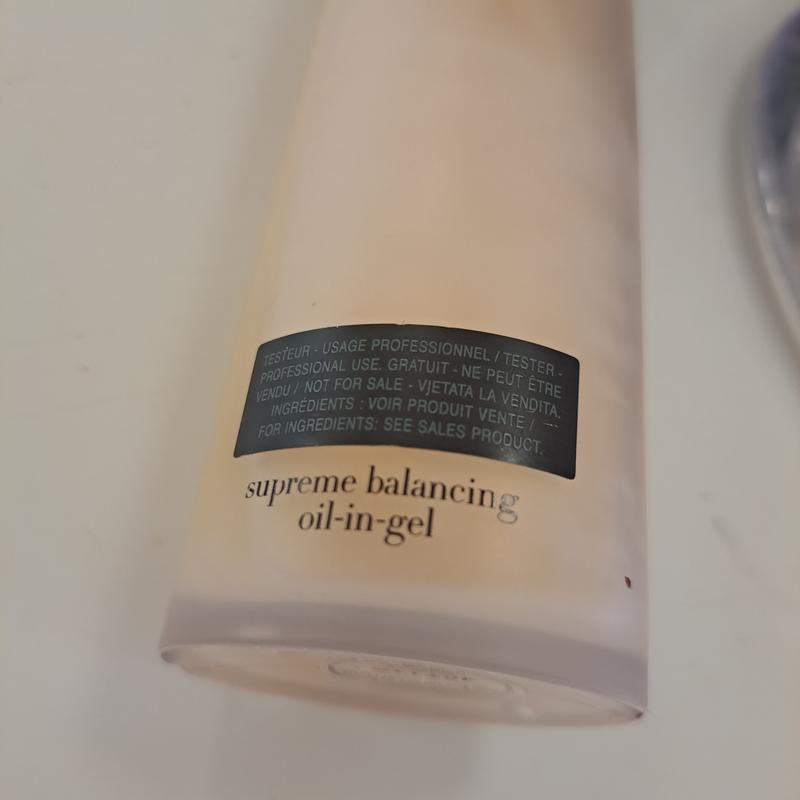 TESTEUR - USAGE PROFESSIONNEL / TESTER -
PROFESSIONAL USE. GRATUIT - NE PEUT ÊTRE
VENDU / NOT FOR SALE - VJETATA LA VENDITA.
INGRÉDIENTS : VOIR PRODUIT VENTE /
FOR INGREDIENTS: SEE SALES PRODUCT.
supreme balancing
oil-in-gel